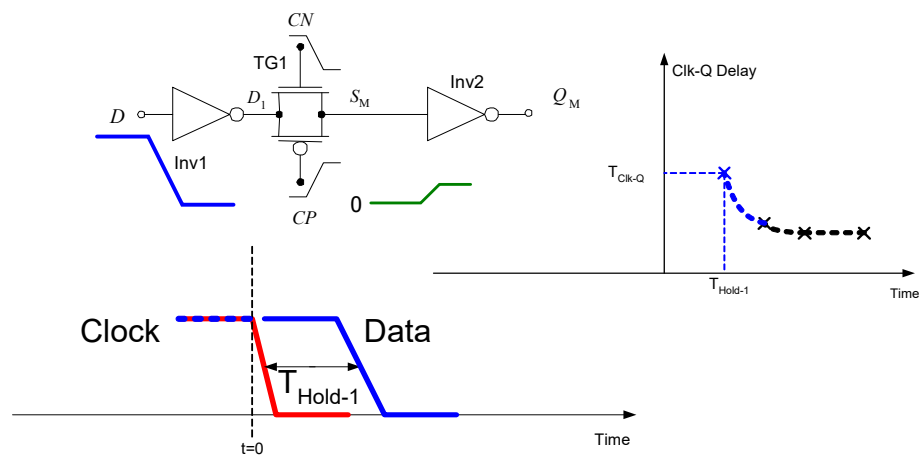 CN
TG1
Inv2
D
D1
SM
QM
Inv1
0
CP
Clk-Q Delay
TClk-Q
THold-1
Time
Clock
Data
THold-1
Time
t=0